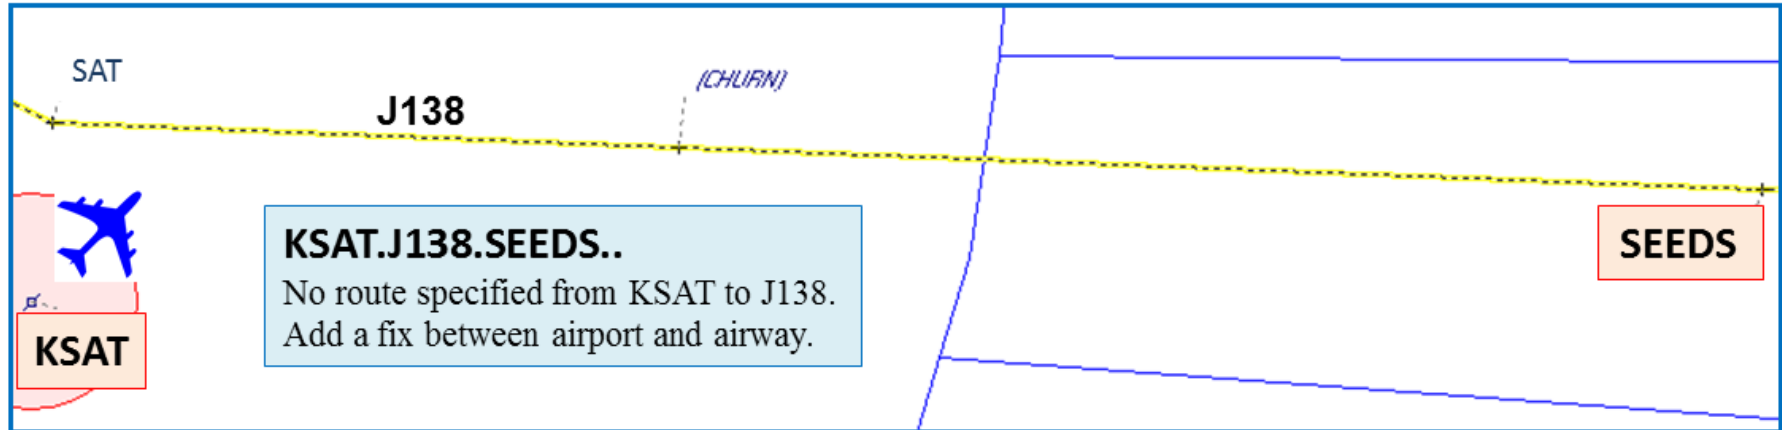 SAT
(CHURN)
J138
KSAT.J138.SEEDS..
No route specified from KSAT to J138.
Add a fix between airport and airway.
SEEDS
KSAT